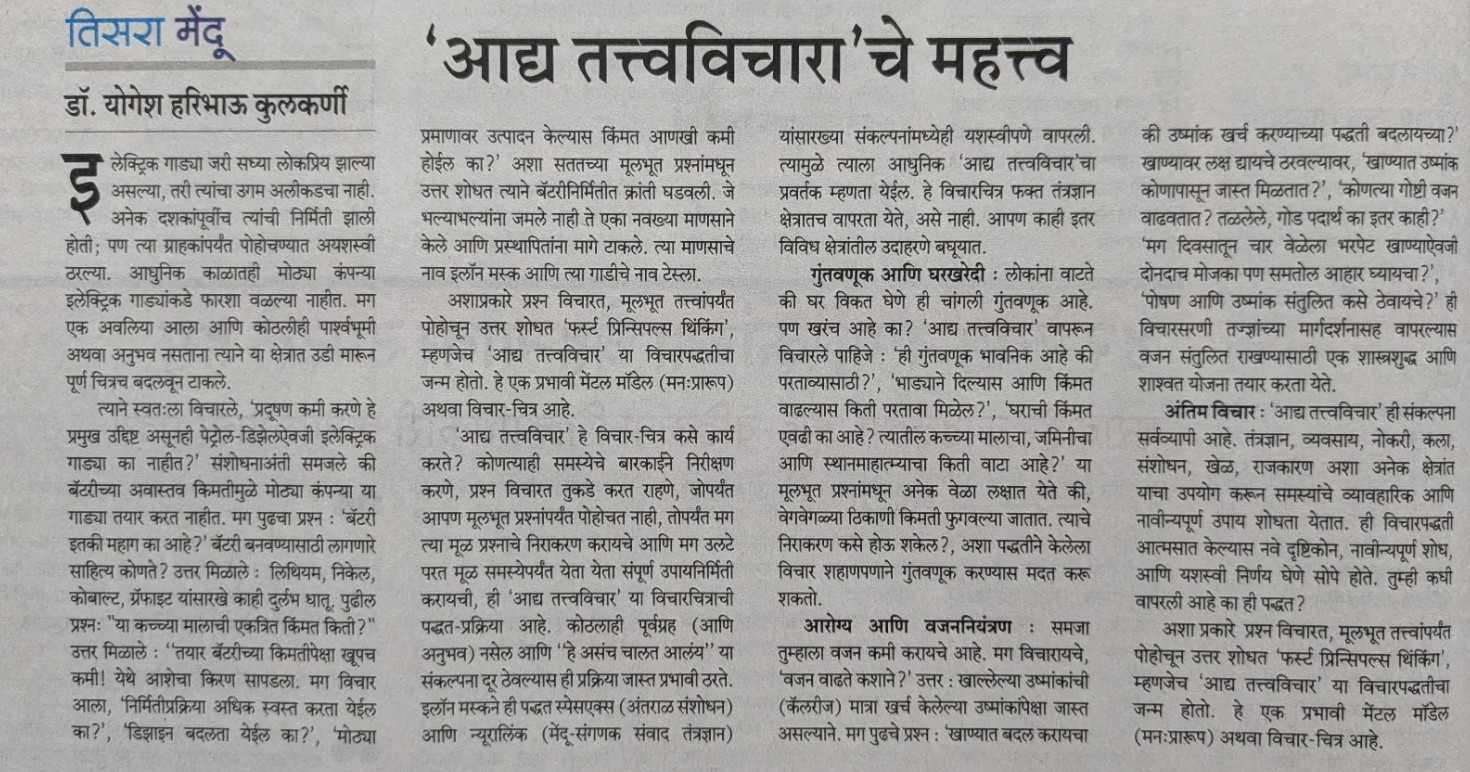 तिसरा मेंदू
डॉ. योगेश हरिभाऊ कुलकर्णी
‘आद्य तत्त्वविचारा’चे महत्त्व
इलेक्ट्रिक गाड्या जरी सध्या लोकप्रिय झाल्या
असल्या, तरी त्यांचा उगम अलीकडचा नाही.
अनेक दशकांपूर्वीच त्यांची निर्मिती झाली
होती; पण त्या ग्राहकांपर्यंत पोहोचण्यात अयशस्वी
ठरल्या. आधुनिक काळातही मोठ्या कंपन्या
इलेक्ट्रिक गाड्यांकडे फारशा वळल्या नाहीत. मग
एक अवलिया आला आणि कोठलीही पार्श्वभूमी
अथवा अनुभव नसताना त्याने या क्षेत्रात उडी मारून
पूर्ण चित्रच बदलवून टाकले.
त्याने स्वतःला विचारले, ‘प्रदूषण कमी करणे हे
प्रमुख उद्दिष्ट असूनही पेट्रोल-डिझेलऐवजी इलेक्ट्रिक
गाड्या का नाहीत?’ संशोधनाअंती समजले की
बॅटरीच्या अवास्तव किमतीमुळे मोठ्या कंपन्या या
गाड्या तयार करत नाहीत. मग पुढचा प्रश्न : ‘बॅटरी
इतकी महाग का आहे?’ बॅटरी बनवण्यासाठी लागणारे
साहित्य कोणते? उत्तर मिळाले : लिथियम, निकेल,
कोबाल्ट, ग्रॅफाइट यांसारखे काही दुर्लभ धातू. पुढील
प्रश्नः "या कच्च्या मालाची एकत्रित किंमत किती?"
उत्तर मिळाले : ‘‘तयार बॅटरीच्या किमतीपेक्षा खूपच
कमी! येथे आशेचा किरण सापडला. मग विचार
आला, ‘निर्मितीप्रक्रिया अधिक स्वस्त करता येईल
का?’, ‘डिझाइन बदलता येईल का?’, ‘मोठ्या
प्रमाणावर उत्पादन केल्यास किंमत आणखी कमी
होईल का?’ अशा सततच्या मूलभूत प्रश्नांमधून
उत्तर शोधत त्याने बॅटरीनिर्मितीत क्रांती घडवली. जे
भल्याभल्यांना जमले नाही ते एका नवख्या माणसाने
केले आणि प्रस्थापितांना मागे टाकले. त्या माणसाचे
नाव इलॉन मस्क आणि त्या गाडीचे नाव टेस्ला.
अशाप्रकारे प्रश्न विचारत, मूलभूत तत्त्वांपर्यंत
पोहोचून उत्तर शोधत ‘फर्स्ट प्रिन्सिपल्स थिंकिंग’,
म्हणजेच ‘आद्य तत्त्वविचार’ या विचारपद्धतीचा
जन्म होतो. हे एक प्रभावी मेंटल मॉडेल (मनःप्रारूप)
अथवा विचार-चित्र आहे.
‘आद्य तत्त्वविचार’ हे विचार-चित्र कसे कार्य
करते? कोणत्याही समस्येचे बारकाईने निरीक्षण
करणे, प्रश्न विचारत तुकडे करत राहणे, जोपर्यंत
आपण मूलभूत प्रश्नांपर्यंत पोहोचत नाही, तोपर्यंत मग
त्या मूळ प्रश्नाचे निराकरण करायचे आणि मग उलटे
परत मूळ समस्येपर्यंत येता येता संपूर्ण उपायनिर्मिती
करायची, ही ‘आद्य तत्त्वविचार’ या विचारचित्राची
पद्धत-प्रक्रिया आहे. कोठलाही पूर्वग्रह (आणि
अनुभव) नसेल आणि ‘‘हे असंच चालत आलंय’’ या
संकल्पना दूर ठेवल्यास ही प्रक्रिया जास्त प्रभावी ठरते.
इलॉन मस्कने ही पद्धत स्पेसएक्स (अंतराळ संशोधन)
आणि न्यूरालिंक (मेंदू-संगणक संवाद तंत्रज्ञान)
यांसारख्या संकल्पनांमध्येही यशस्वीपणे वापरली.
त्यामुळे त्याला आधुनिक ‘आद्य तत्त्वविचार’चा
प्रवर्तक म्हणता येईल. हे विचारचित्र फक्त तंत्रज्ञान
क्षेत्रातच वापरता येते, असे नाही. आपण काही इतर
विविध क्षेत्रांतील उदाहरणे बघूयात.
गुंतवणूक आणि घरखरेदी : लोकांना वाटते
की घर विकत घेणे ही चांगली गुंतवणूक आहे.
पण खरंच आहे का? ‘आद्य तत्त्वविचार’ वापरून
विचारले पाहिजे : ‘ही गुंतवणूक भावनिक आहे की
परताव्यासाठी?’, ‘भाड्याने दिल्यास आणि किंमत
वाढल्यास किती परतावा मिळेल?’, ‘घराची किंमत
एवढी का आहे? त्यातील कच्च्या मालाचा, जमिनीचा
आणि स्थानमाहात्म्याचा किती वाटा आहे?’ या
मूलभूत प्रश्नांमधून अनेक वेळा लक्षात येते की,
वेगवेगळ्या ठिकाणी किमती फुगवल्या जातात. त्याचे
निराकरण कसे होऊ शकेल?, अशा पद्धतीने केलेला
विचार शहाणपणाने गुंतवणूक करण्यास मदत करू
शकतो.
आरोग्य आणि वजननियंत्रण : समजा
तुम्हाला वजन कमी करायचे आहे. मग विचारायचे,
‘वजन वाढते कशाने?’ उत्तर : खाल्लेल्या उष्मांकांची
(कॅलरीज) मात्रा खर्च केलेल्या उष्मांकांपेक्षा जास्त
असल्याने. मग पुढचे प्रश्न : ‘खाण्यात बदल करायचा
की उष्मांक खर्च करण्याच्या पद्धती बदलायच्या?’
खाण्यावर लक्ष द्यायचे ठरवल्यावर, ‘खाण्यात उष्मांक
कोणापासून जास्त मिळतात?’, ‘कोणत्या गोष्टी वजन
वाढवतात? तळलेले, गोड पदार्थ का इतर काही?’
‘मग दिवसातून चार वेळेला भरपेट खाण्याऐवजी
दोनदाच मोजका पण समतोल आहार घ्यायचा?’,
‘पोषण आणि उष्मांक संतुलित कसे ठेवायचे?’ ही
विचारसरणी तज्ज्ञांच्या मार्गदर्शनासह वापरल्यास
वजन संतुलित राखण्यासाठी एक शास्त्रशुद्ध आणि
शाश्वत योजना तयार करता येते.
अंतिम विचार : ‘आद्य तत्त्वविचार’ ही संकल्पना
सर्वव्यापी आहे. तंत्रज्ञान, व्यवसाय, नोकरी, कला,
संशोधन, खेळ, राजकारण अशा अनेक क्षेत्रांत
याचा उपयोग करून समस्यांचे व्यावहारिक आणि
नावीन्यपूर्ण उपाय शोधता येतात. ही विचारपद्धती
आत्मसात केल्यास नवे दृष्टिकोन, नावीन्यपूर्ण शोध,
आणि यशस्वी निर्णय घेणे सोपे होते. तुम्ही कधी
वापरली आहे का ही पद्धत?
अशा प्रकारे प्रश्न विचारत, मूलभूत तत्त्वांपर्यंत
पोहोचून उत्तर शोधत ‘फर्स्ट प्रिन्सिपल्स थिंकिंग’,
म्हणजेच ‘आद्य तत्त्वविचार’ या विचारपद्धतीचा
जन्म होतो. हे एक प्रभावी मेंटल मॉडेल
(मनःप्रारूप) अथवा विचार-चित्र आहे.